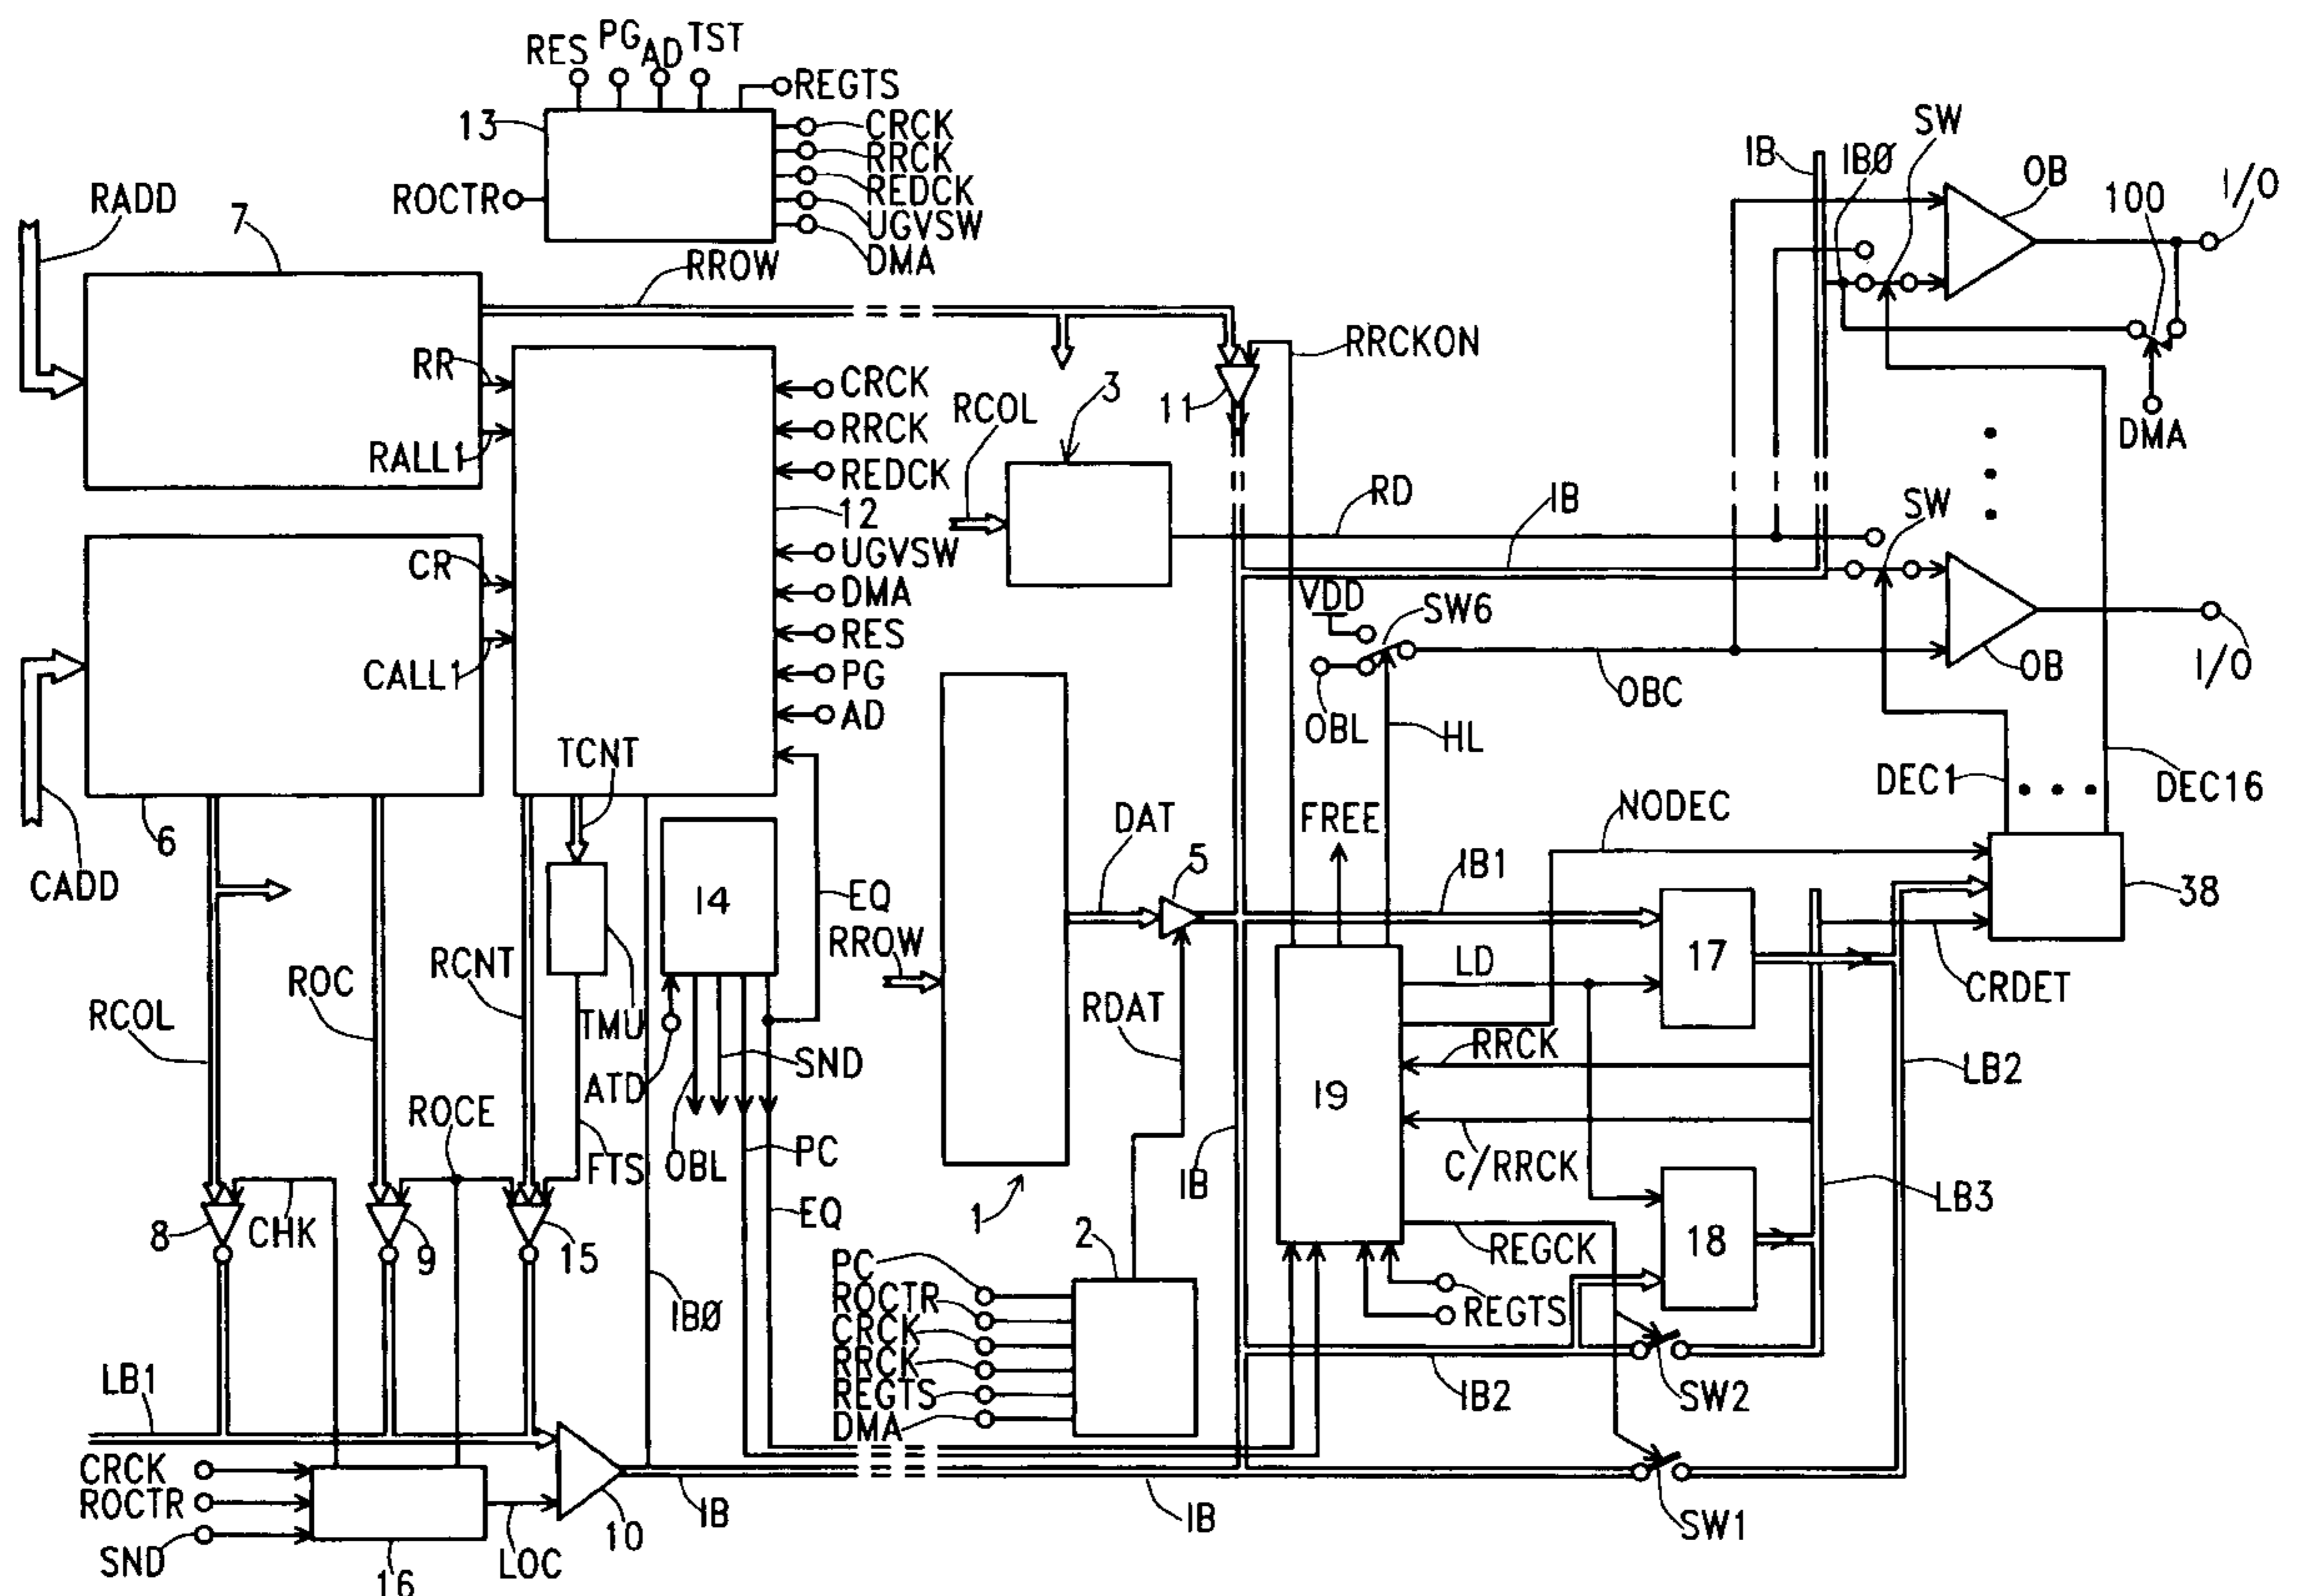 RES PG AD TST
REGTS
13
CRCK
RRCK
REDCK
UGVSW
DMA
ROCTR
RADD
7
RROW
IB
IBØ
SW
OB
100
I/O
RR
RALL1
CRCK
RRCK
REDCK
12
UGVSW
DMA
RES
PG
AD
RCOL
3
11
RRCKON
DMA
RD
IB
SW
CR
CALL1
VDD
SW6
OBL
OBC
HL
OB
I/O
TCNT
6
CADD
14
EQ
RROW
DAT
5
FREE
NODEC
DEC1
DEC16
IB1
17
38
RCOL
ROC
RCNT
TMU
ATD
SND
RDAT
LD
CRDET
RRCK
19
LB2
ROCE
FTS
OBL
PC
IB
C/RRCK
LB3
8
CHK
9
15
EQ
1
2
REGCK
18
IBØ
PC
ROCTR
CRCK
RRCK
REGTS
DMA
REGTS
LB1
IB2
SW2
CRCK
ROCTR
SND
16
LOC
10
IB
IB
SW1